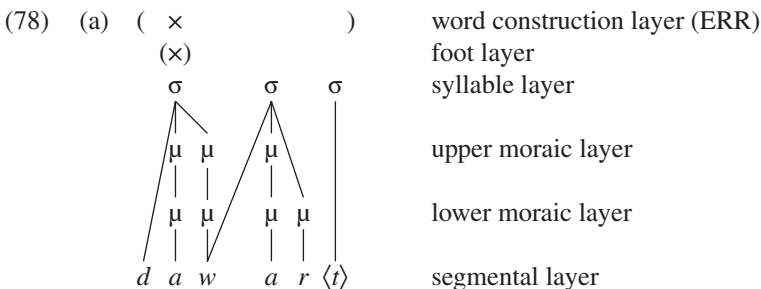 (78) (a) ( × ) word construction layer (ERR)
(×) foot layer
σ σ σ syllable layer
μ μ μ upper moraic layer
μ μ μ μ lower moraic layer
d a w a r ⟨t⟩ segmental layer